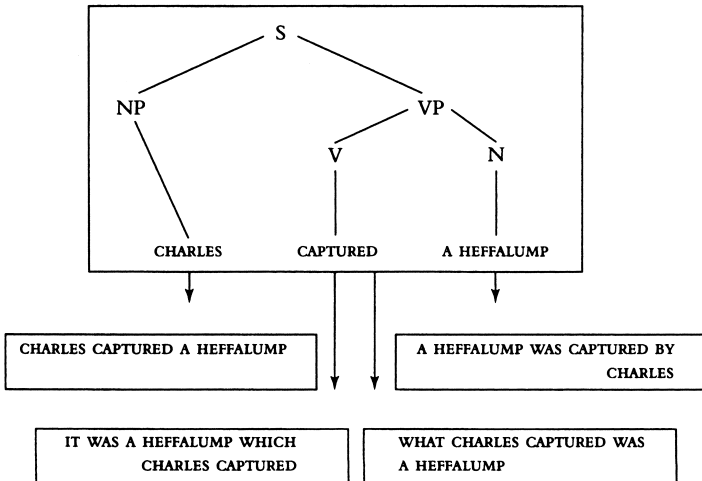 S
NP VP
V N
CHARLES CAPTURED A HEFFALUMP
CHARLES CAPTURED A HEFFALUMP
A HEFFALUMP WAS CAPTURED BY
CHARLES
IT WAS A HEFFALUMP WHICH
CHARLES CAPTURED
WHAT CHARLES CAPTURED WAS
A HEFFALUMP